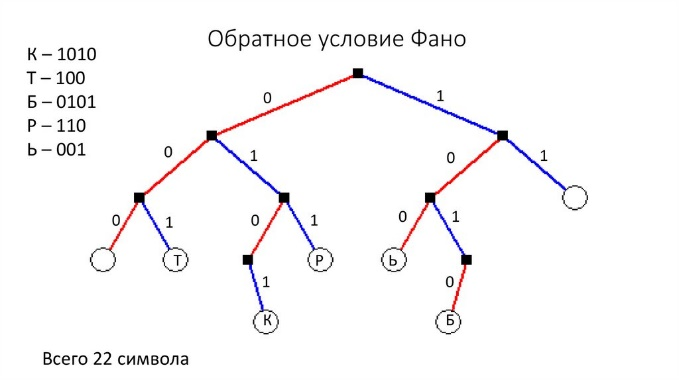 Обратное условие Фано
К – 1010
Т – 100
Б – 0101
Р – 110
Ь – 001
0 1
0 1 0 1
0 1 0 1 0 1
Т Р Ь
1 0
К Б
Всего 22 символа